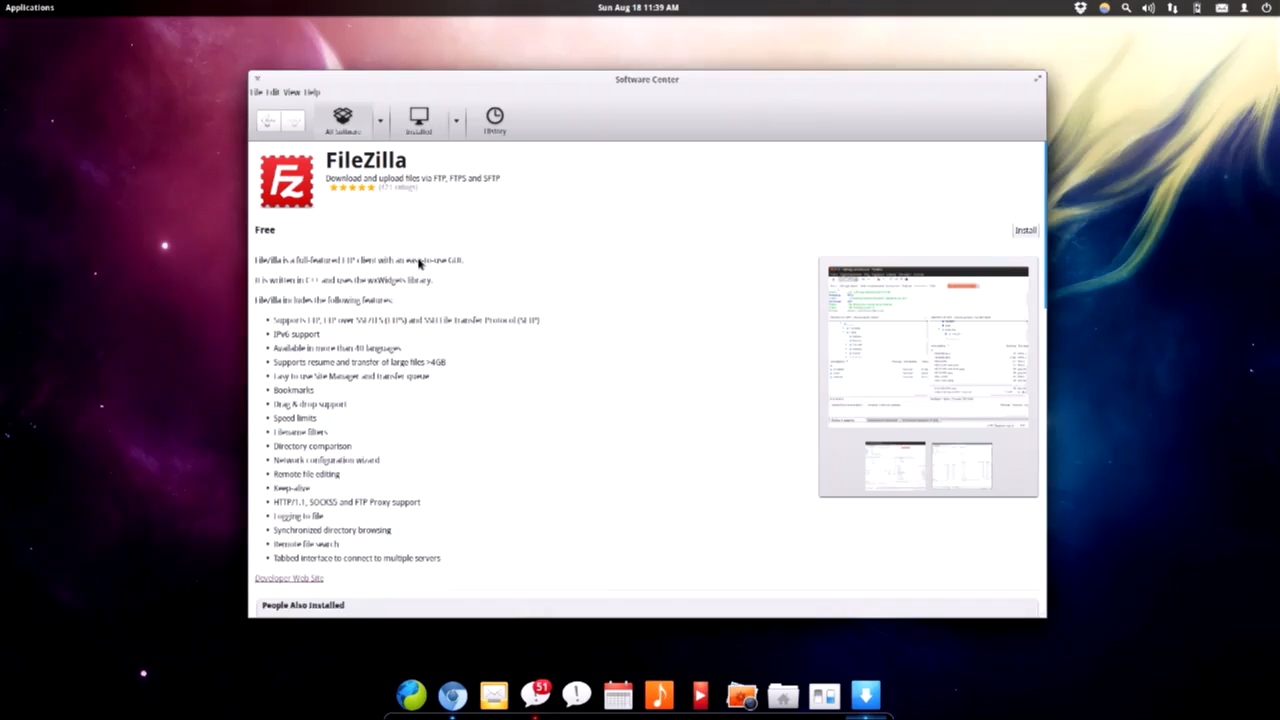 Applications
Sun Aug 18 11:39 AM
Software Center
File Edit View Help
All Software
Installed
History
FileZilla
Download and upload files via FTP, FTPS and SFTP
(121 ratings)
Free
Install
FileZilla is a full-featured FTP client with an easy-to-use GUI.
It is written in C++ and uses the wxWidgets library.
FileZilla includes the following features:
• Supports FTP, FTP over SSL/TLS (FTPS) and SSH File Transfer Protocol (SFTP)
• IPv6 support
• Available in more than 40 languages
• Supports resume and transfer of large files >4GB
• Easy to use Site Manager and transfer queue
• Bookmarks
• Drag & drop support
• Speed limits
• Filename filters
• Directory comparison
• Network configuration wizard
• Remote file editing
• Keep-alive
• HTTP/1.1, SOCKS5 and FTP Proxy support
• Logging to file
• Synchronized directory browsing
• Remote file search
• Tabbed interface to connect to multiple servers
Developer Web Site
People Also Installed
51